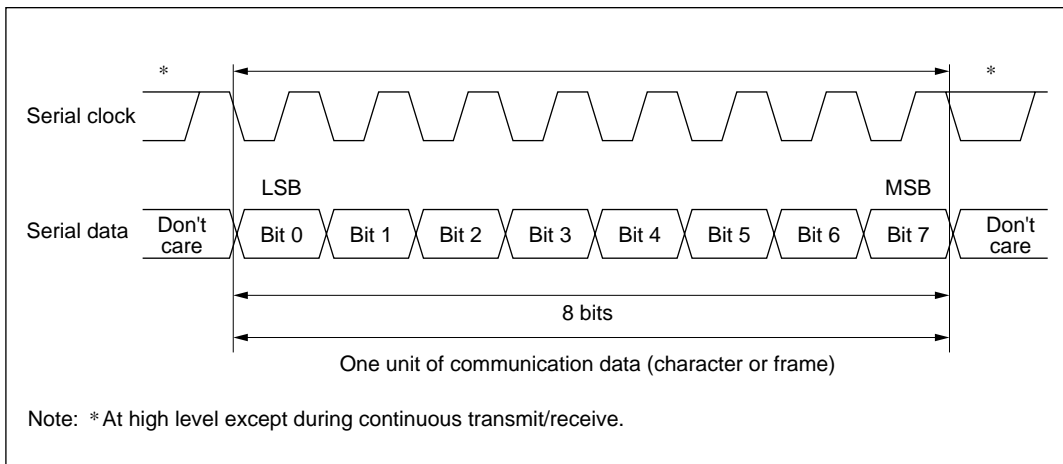 * *
Serial clock
LSB MSB
Serial data Don't care Bit 0 Bit 1 Bit 2 Bit 3 Bit 4 Bit 5 Bit 6 Bit 7 Don't care
8 bits
One unit of communication data (character or frame)
Note: * At high level except during continuous transmit/receive.